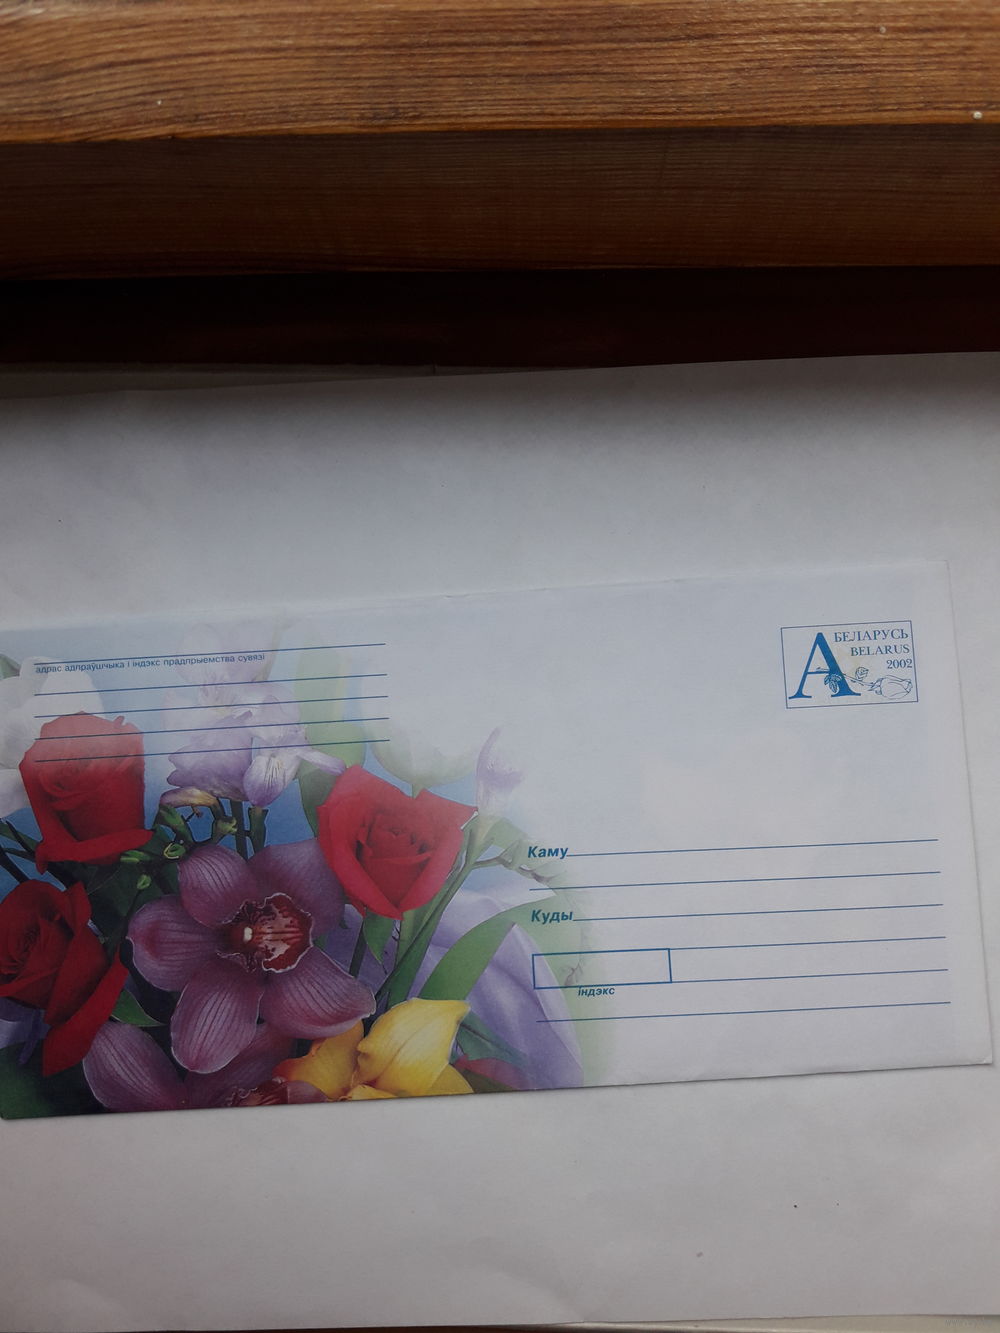 адрас адпраўшчыка і індэкс прадпрыемства сувязі
А
БЕЛАРУСЬ
BELARUS
2002
Каму
Куды
індэкс